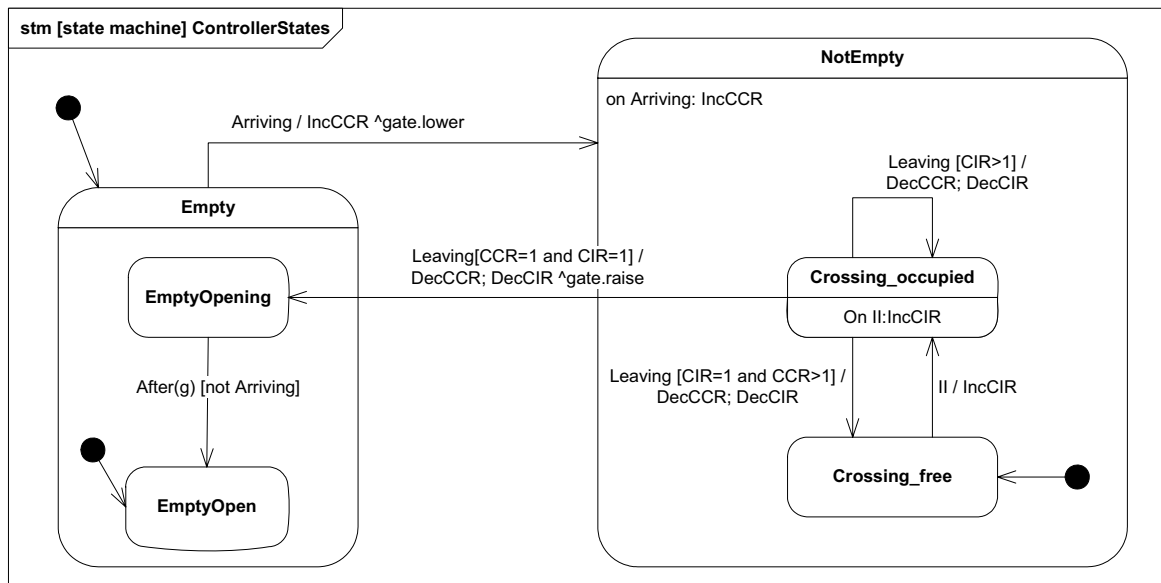 stm [state machine] ControllerStates
NotEmpty
on Arriving: IncCCR
Arriving / IncCCR ^gate.lower
Leaving [CIR>1] /
DecCCR; DecCIR
Empty
Leaving[CCR=1 and CIR=1] /
DecCCR; DecCIR ^gate.raise
Crossing_occupied
EmptyOpening
On II:IncCIR
After(g) [not Arriving]
Leaving [CIR=1 and CCR>1] /
DecCCR; DecCIR
II / IncCIR
Crossing_free
EmptyOpen